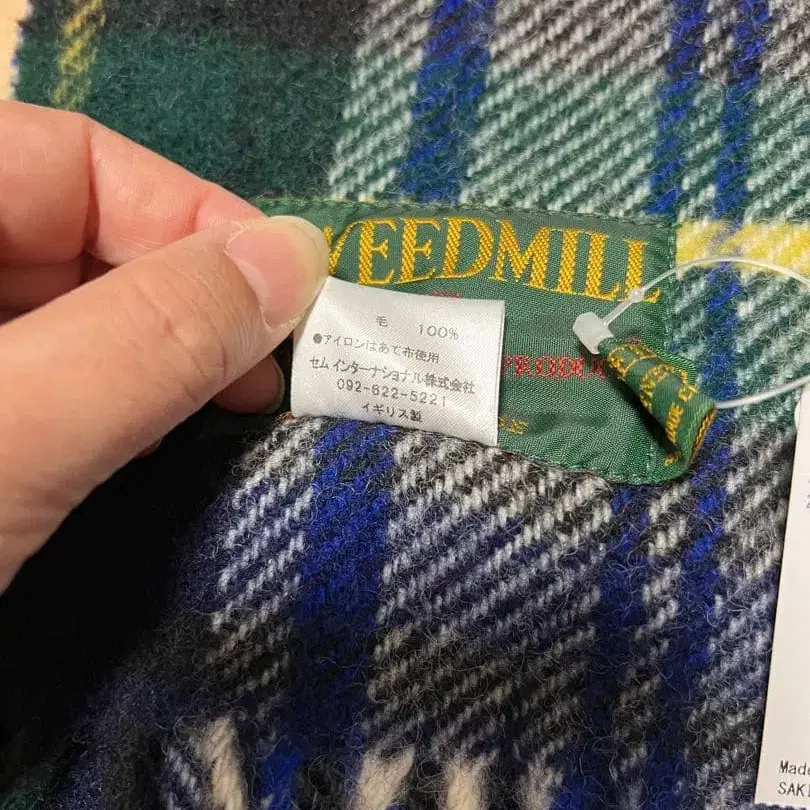 WEEDMILL
毛 100%
●アイロンはあて布使用
セム インターナショナル株式会社
092-622-5221
イギリス製
PRODU
Made
SAK